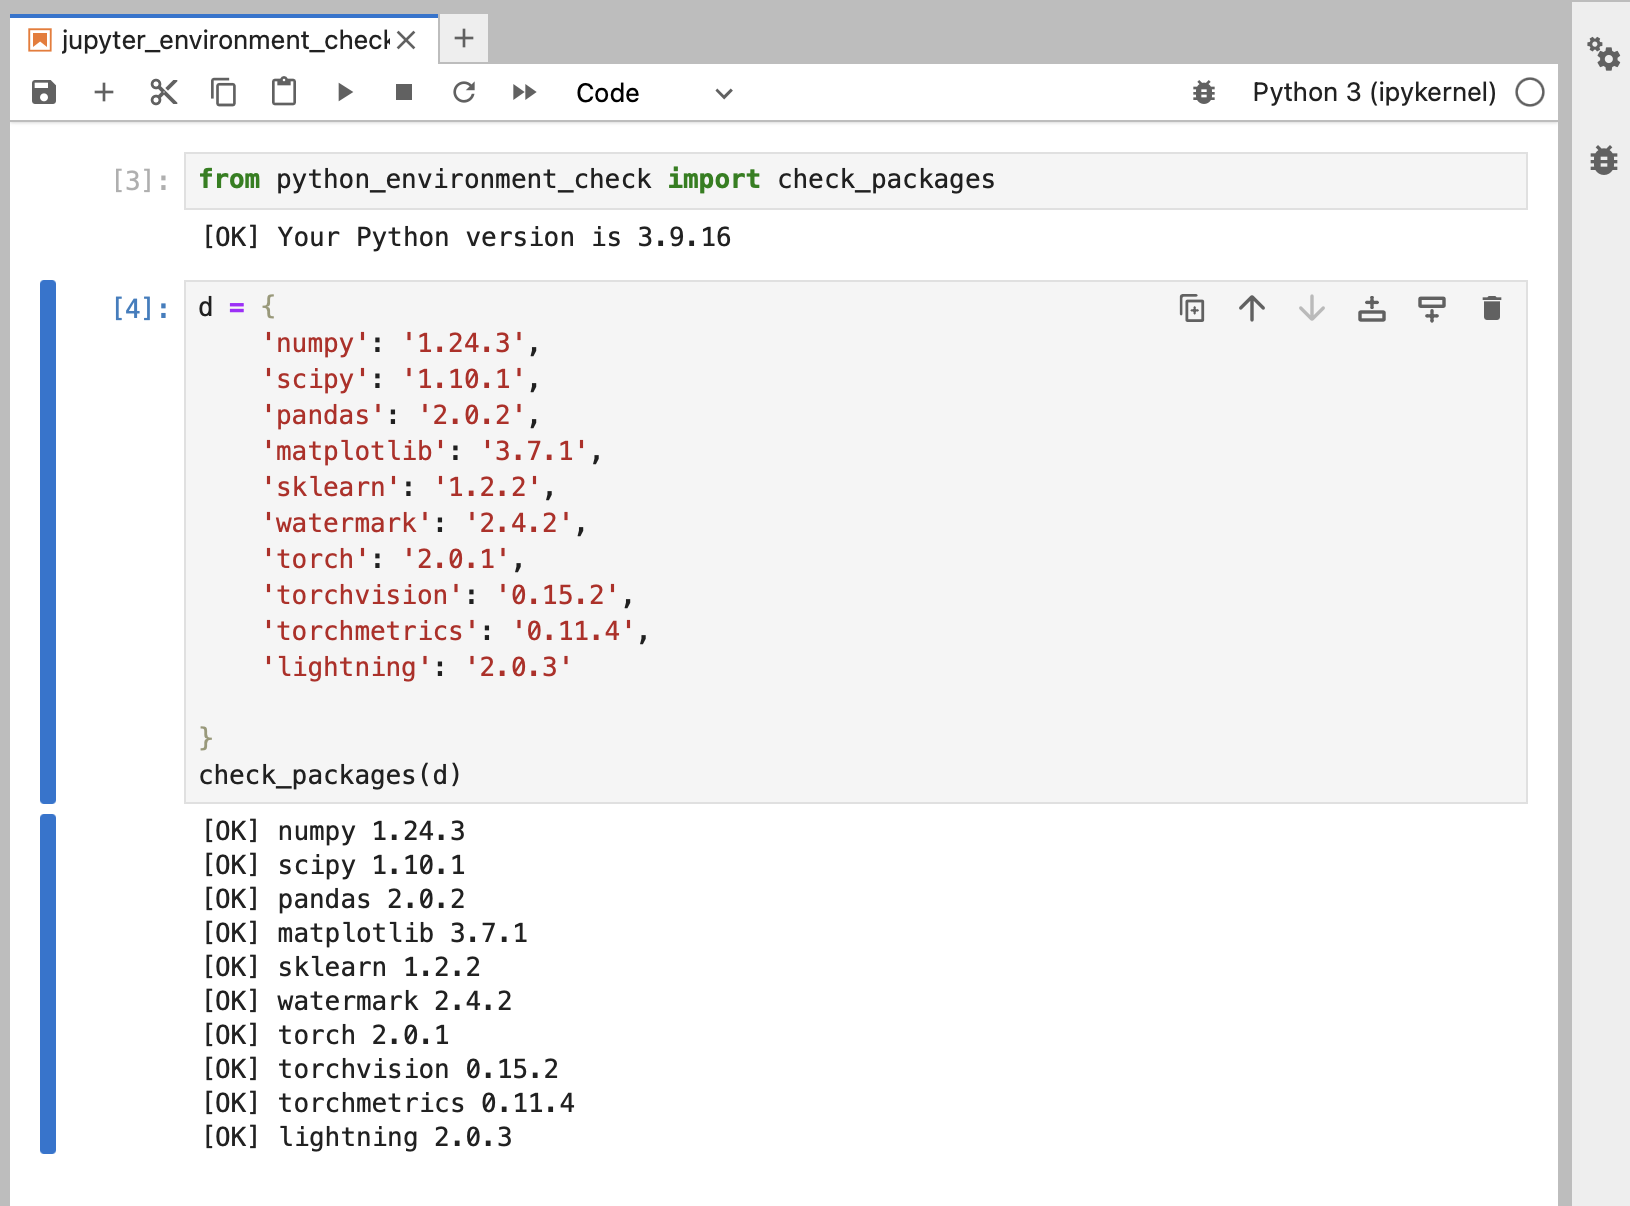 jupyter_environment_check
Code
Python 3 (ipykernel)
[3]: from python_environment_check import check_packages
[OK] Your Python version is 3.9.16
[4]: d = {
    'numpy': '1.24.3',
    'scipy': '1.10.1',
    'pandas': '2.0.2',
    'matplotlib': '3.7.1',
    'sklearn': '1.2.2',
    'watermark': '2.4.2',
    'torch': '2.0.1',
    'torchvision': '0.15.2',
    'torchmetrics': '0.11.4',
    'lightning': '2.0.3'
}
check_packages(d)
[OK] numpy 1.24.3
[OK] scipy 1.10.1
[OK] pandas 2.0.2
[OK] matplotlib 3.7.1
[OK] sklearn 1.2.2
[OK] watermark 2.4.2
[OK] torch 2.0.1
[OK] torchvision 0.15.2
[OK] torchmetrics 0.11.4
[OK] lightning 2.0.3